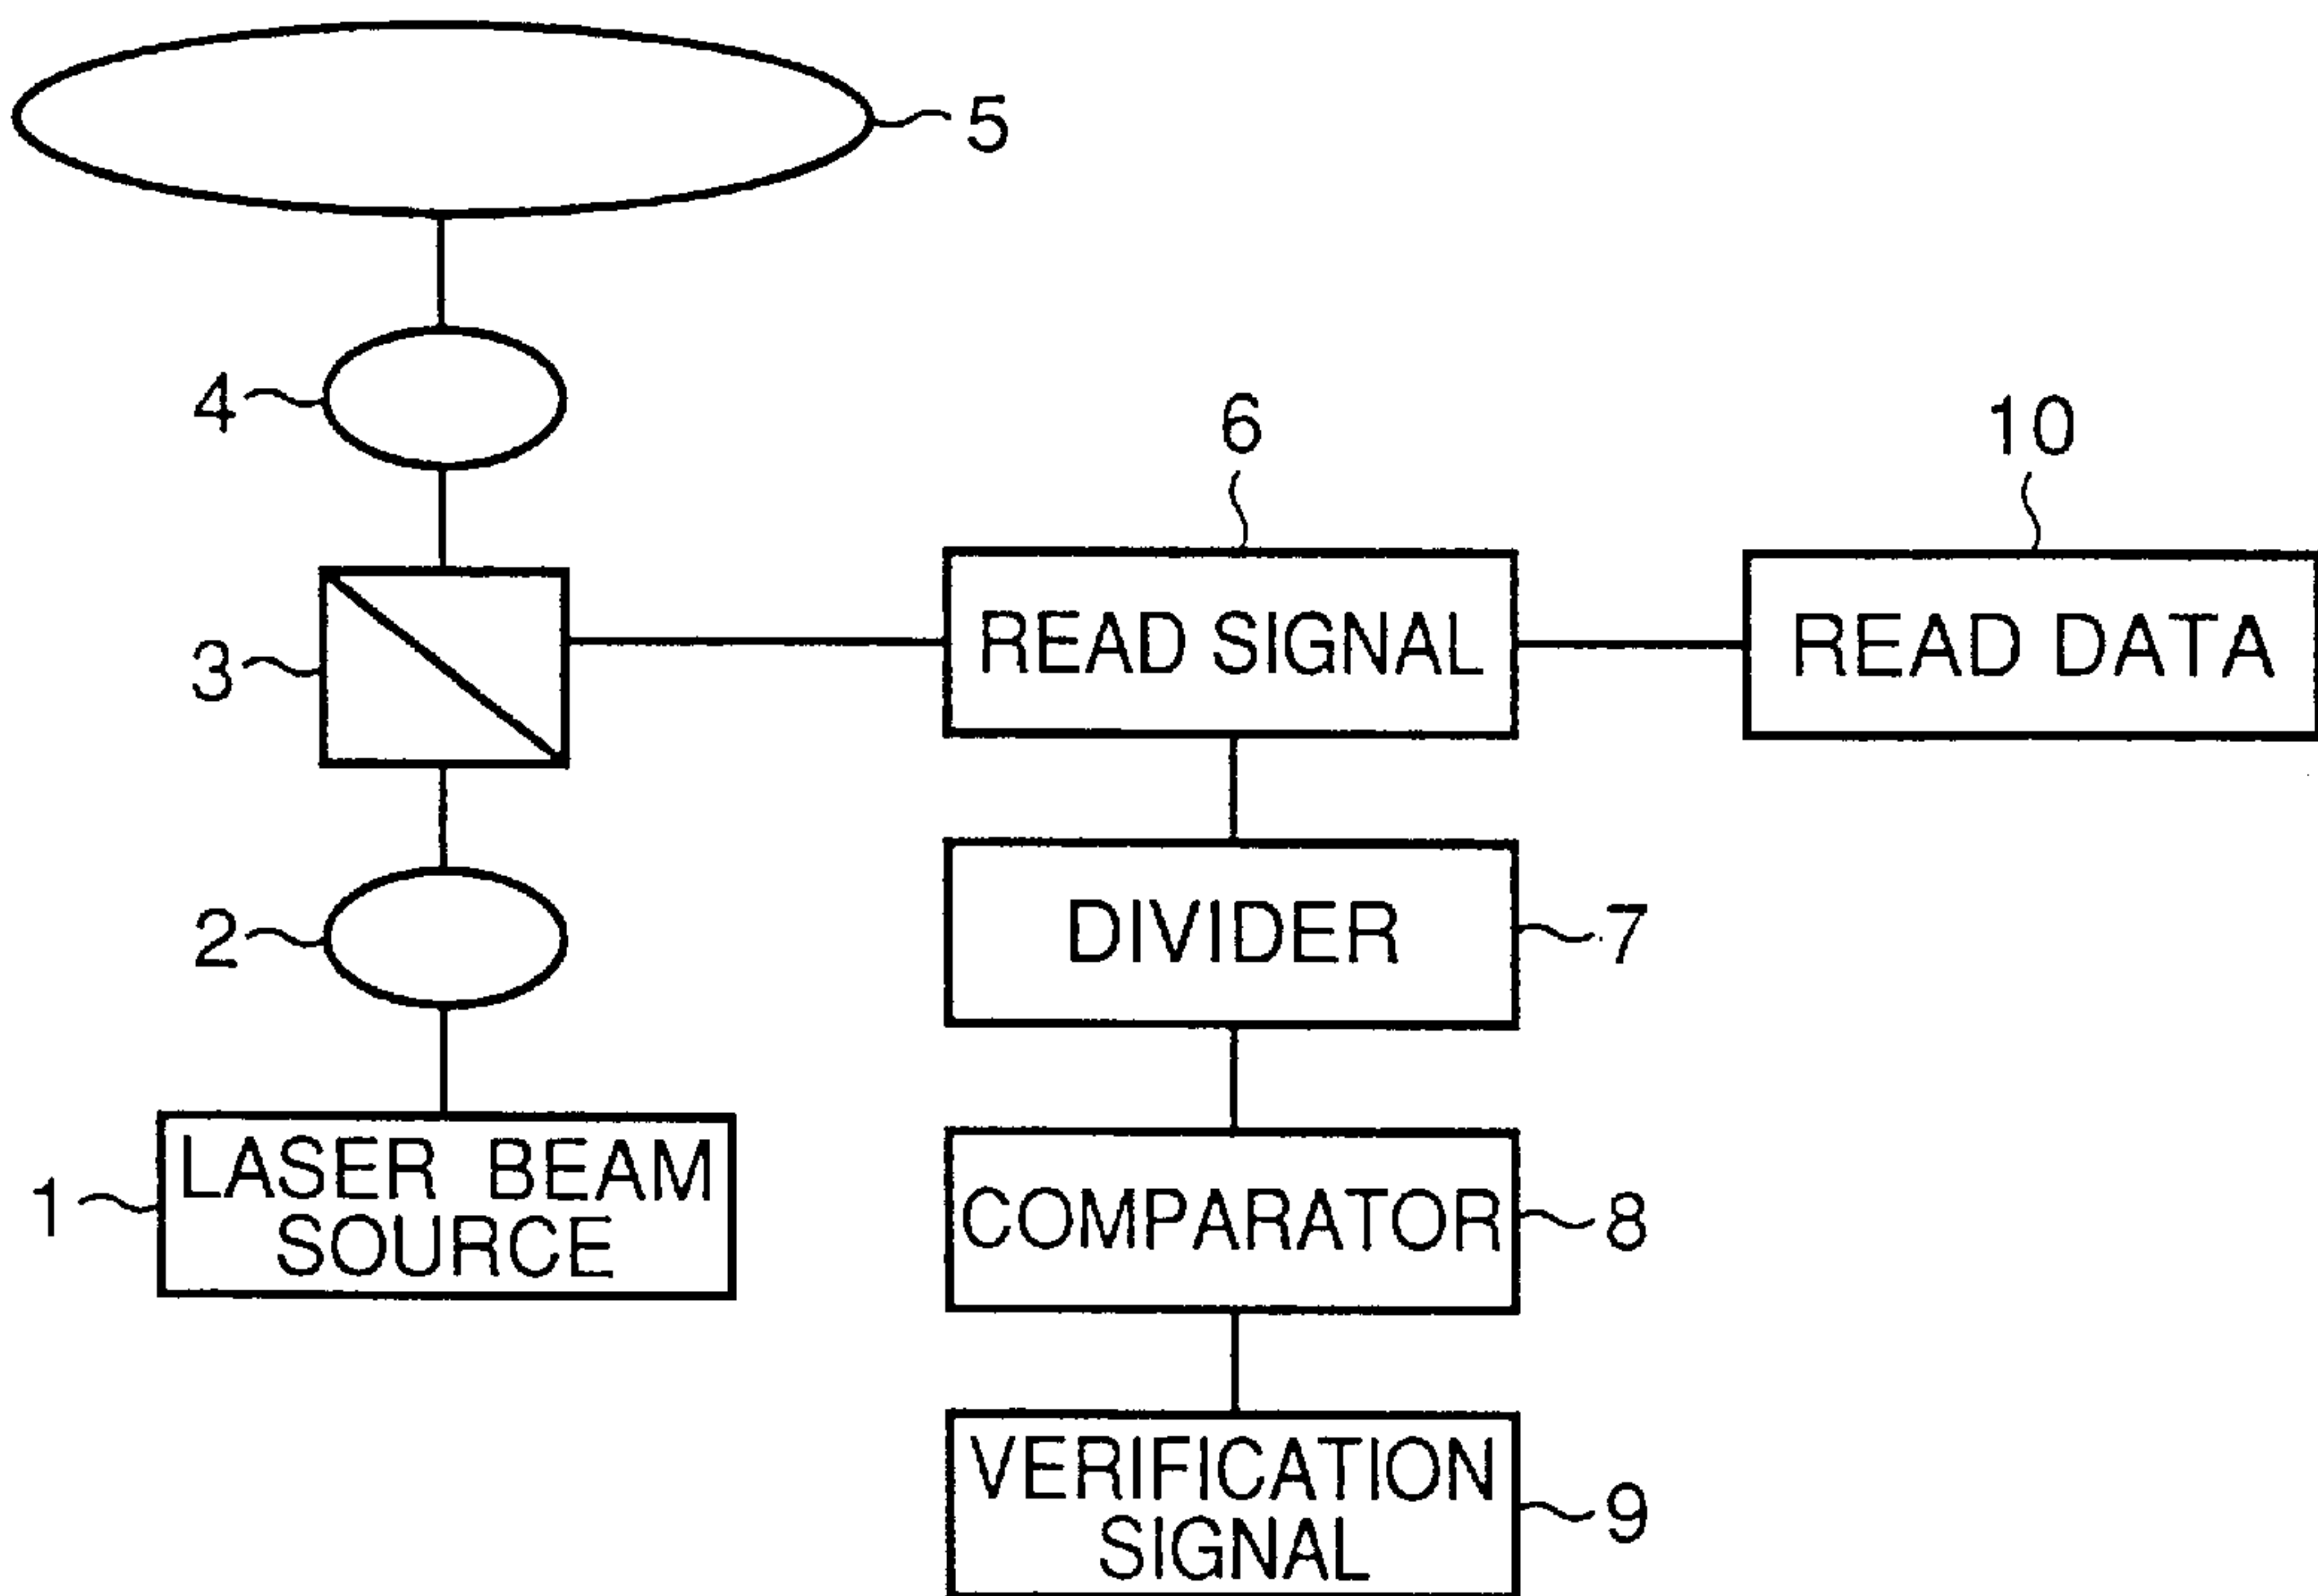 5
4
6
10
3
READ SIGNAL
READ DATA
2
DIVIDER
7
1
LASER BEAM
SOURCE
COMPARATOR
8
VERIFICATION
SIGNAL
9